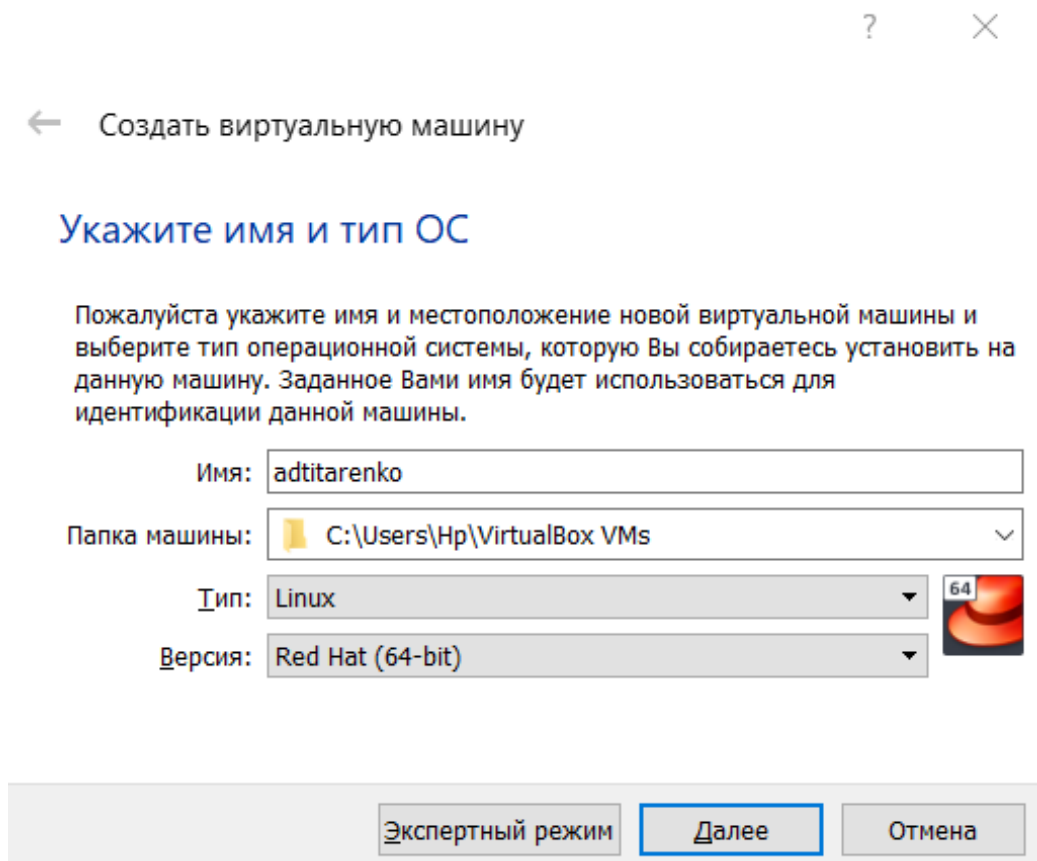 ?
Создать виртуальную машину
Укажите имя и тип ОС
Пожалуйста укажите имя и местоположение новой виртуальной машины и
выберите тип операционной системы, которую Вы собираетесь установить на
данную машину. Заданное Вами имя будет использоваться для
идентификации данной машины.
Имя: adtitarenko
Папка машины: C:\Users\Hp\VirtualBox VMs
Тип: Linux
64
Версия: Red Hat (64-bit)
Экспертный режим Далее Отмена